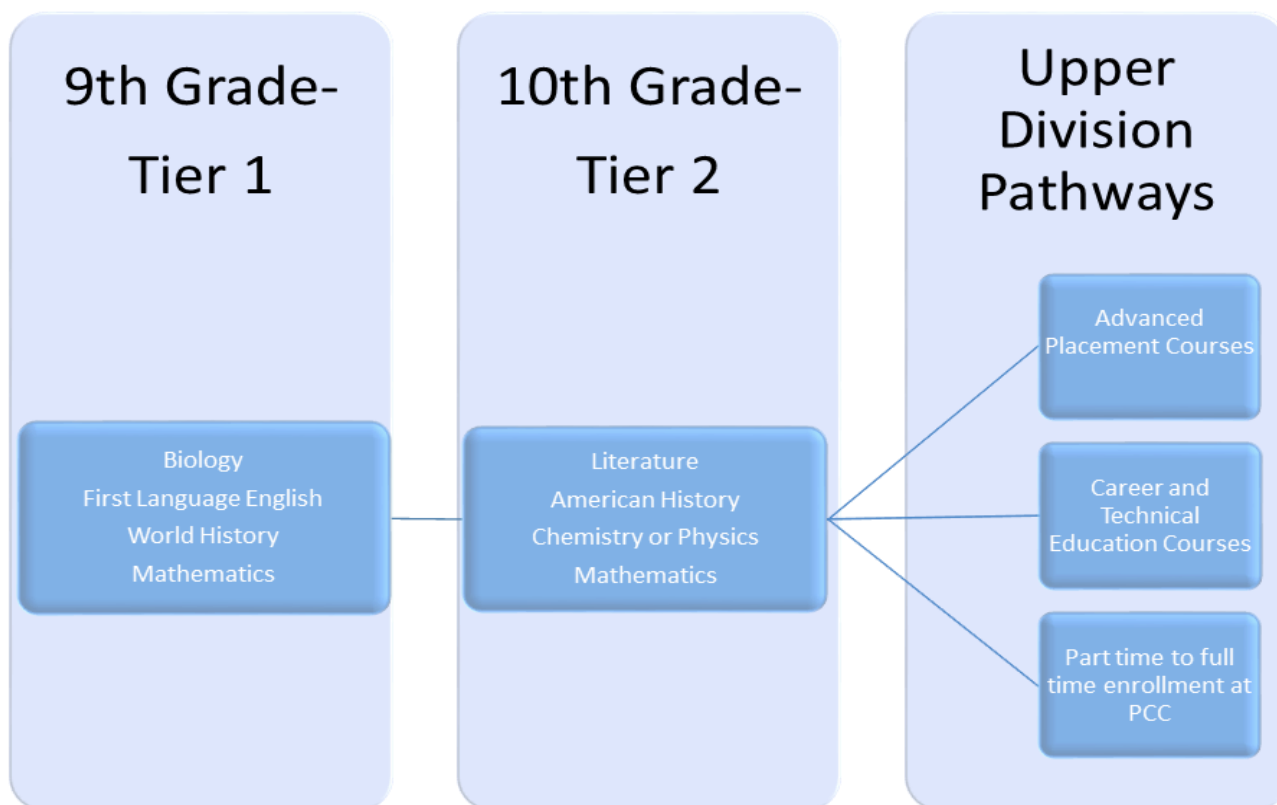 9th Grade-
Tier 1
Biology
First Language English
World History
Mathematics
10th Grade-
Tier 2
Literature
American History
Chemistry or Physics
Mathematics
Upper
Division
Pathways
Advanced
Placement Courses
Career and
Technical
Education Courses
Part time to full
time enrollment at
PCC